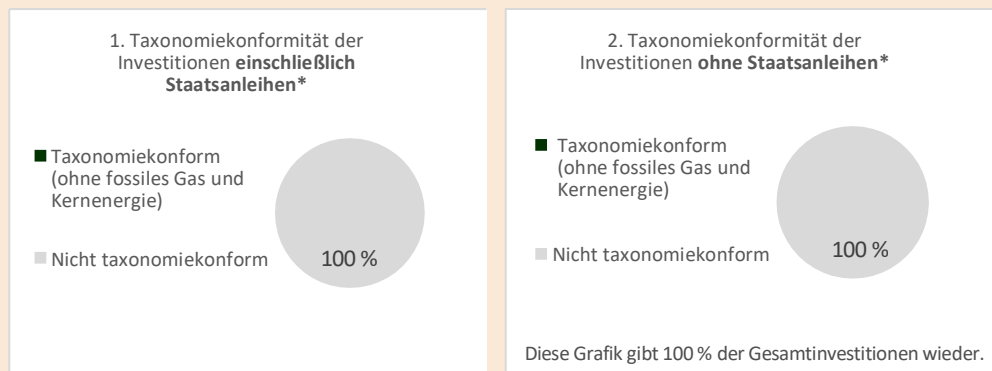 1. Taxonomiekonformität der
Investitionen einschließlich
Staatsanleihen*
Taxonomiekonform
(ohne fossiles Gas und
Kernenergie)
Nicht taxonomiekonform
100 %
2. Taxonomiekonformität der
Investitionen ohne Staatsanleihen*
Taxonomiekonform
(ohne fossiles Gas und
Kernenergie)
Nicht taxonomiekonform
100 %
Diese Grafik gibt 100 % der Gesamtinvestitionen wieder.